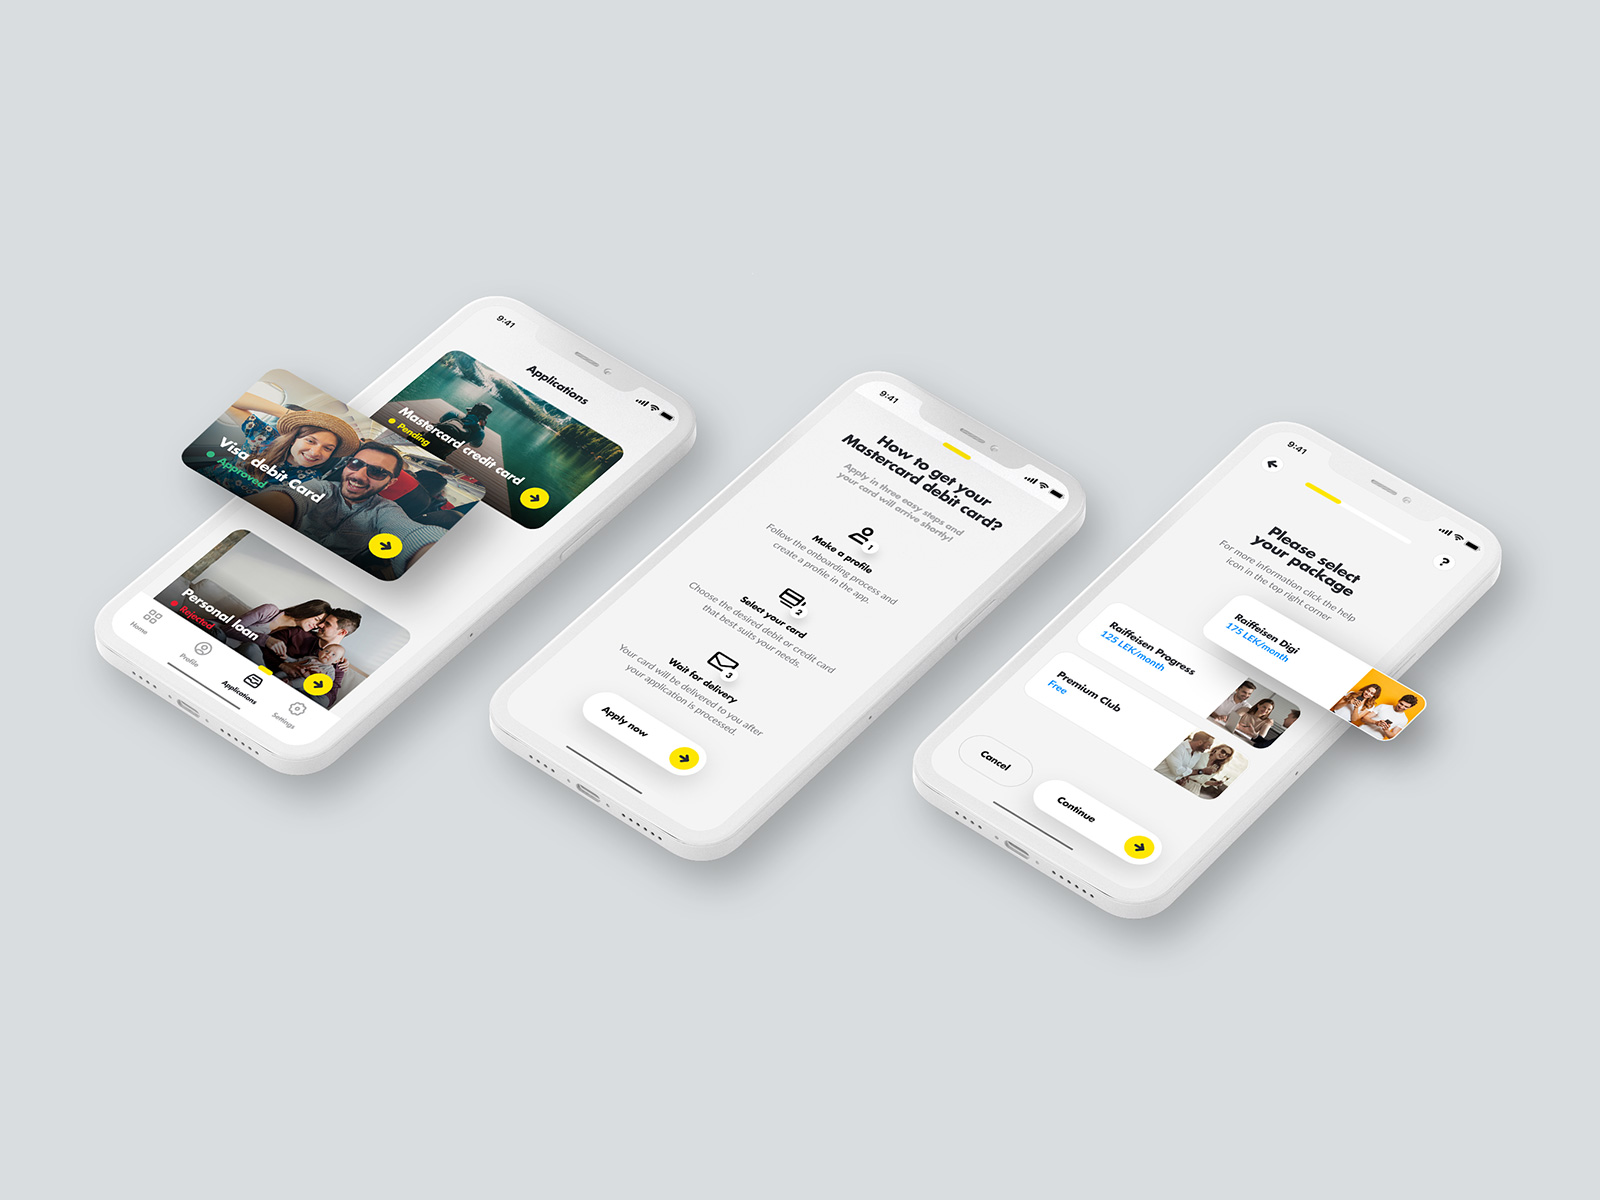 9:41
Applications
Mastercard credit card
Pending
Visa debit Card
Approved
Personal loan
Rejected
Home
Profile
Applications
Settings
9:41
How to get your
Mastercard debit card?
Apply in three easy steps and
your card will arrive shortly!
1
Make a profile
Follow the onboarding process and
create a profile in the app.
2
Select your card
Choose the desired debit or credit card
that best suits your needs.
3
Wait for delivery
Your card will be delivered to you after
your application is processed.
Apply now
9:41
?
Please select
your package
For more information click the help
icon in the top right corner
Raiffeisen Digi
175 LEK/month
Raiffeisen Progress
125 LEK/month
Premium Club
Free
Cancel
Continue